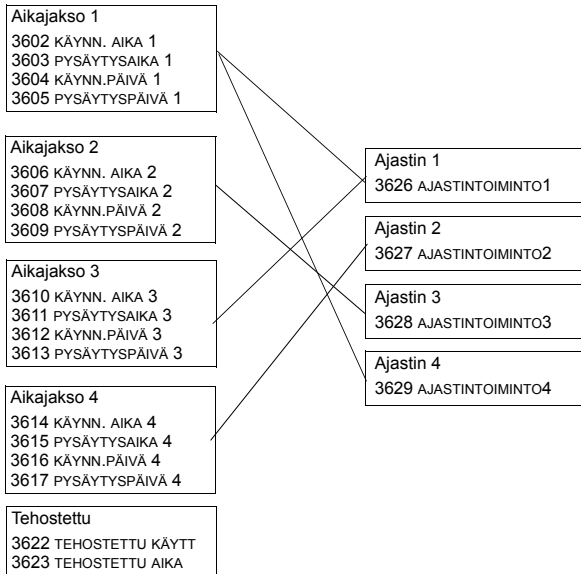 Aikajakso 1
3602 KÄYNN. AIKA 1
3603 PYSÄYTYSAIKA 1
3604 KÄYNN.PÄIVÄ 1
3605 PYSÄYTYSPÄIVÄ 1
Aikajakso 2
3606 KÄYNN. AIKA 2
3607 PYSÄYTYSAIKA 2
3608 KÄYNN.PÄIVÄ 2
3609 PYSÄYTYSPÄIVÄ 2
Aikajakso 3
3610 KÄYNN. AIKA 3
3611 PYSÄYTYSAIKA 3
3612 KÄYNN.PÄIVÄ 3
3613 PYSÄYTYSPÄIVÄ 3
Aikajakso 4
3614 KÄYNN. AIKA 4
3615 PYSÄYTYSAIKA 4
3616 KÄYNN.PÄIVÄ 4
3617 PYSÄYTYSPÄIVÄ 4
Tehostettu
3622 TEHOSTETTU KÄYTT
3623 TEHOSTETTU AIKA
Ajastin 1
3626 AJASTINTOIMINTO1
Ajastin 2
3627 AJASTINTOIMINTO2
Ajastin 3
3628 AJASTINTOIMINTO3
Ajastin 4
3629 AJASTINTOIMINTO4